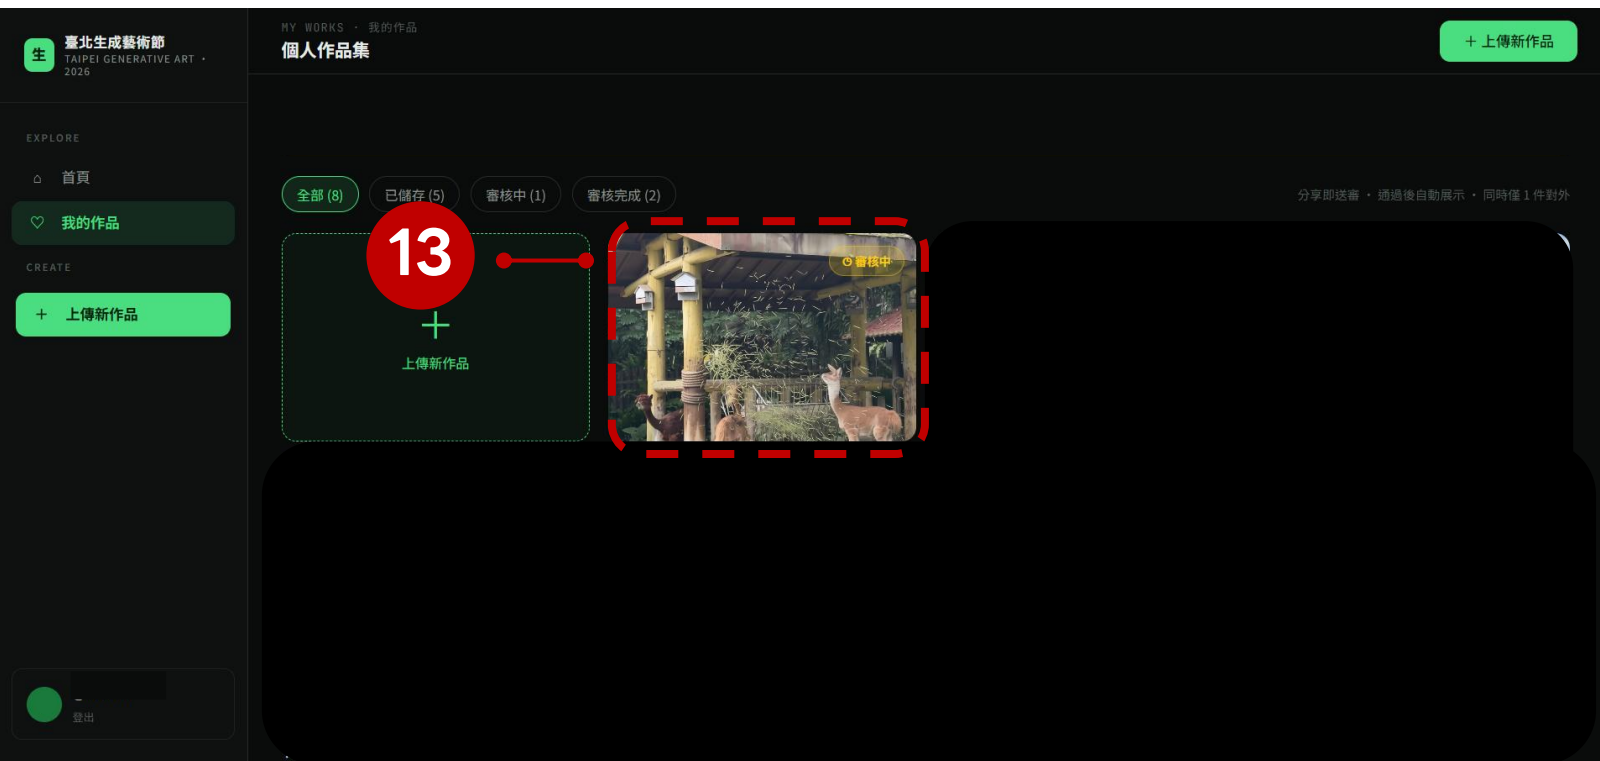 生
臺北生成藝術節
TAIPEI GENERATIVE ART •
2026
EXPLORE
首頁
我的作品
CREATE
+ 上傳新作品
登出
MY WORKS · 我的作品
個人作品集
+ 上傳新作品
全部 (8)
已儲存 (5)
審核中 (1)
審核完成 (2)
分享即送審 • 通過後自動展示 • 同時僅 1 件對外
13
+
上傳新作品
審核中